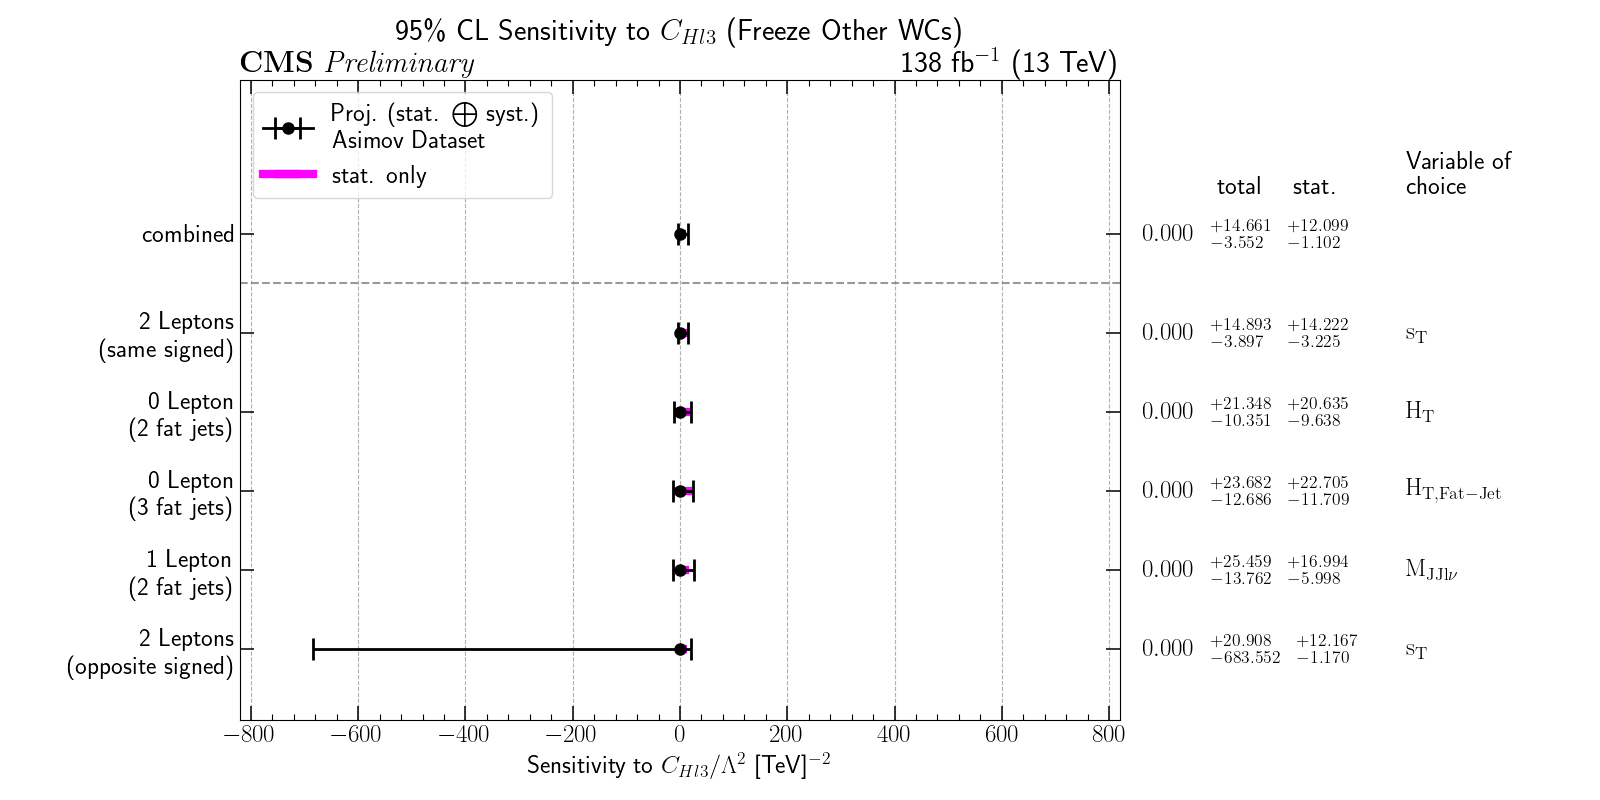 95% CL Sensitivity to C_{Hl3} (Freeze Other WCs)
CMS Preliminary 138 fb^{−1} (13 TeV)
Proj. (stat. ⨁ syst.)
Asimov Dataset
stat. only
Variable of
total stat. choice
combined 0.000 +14.661 −3.552 +12.099 −1.102
2 Leptons
(same signed) 0.000 +14.893 −3.897 +14.222 −3.225 s_T
0 Lepton
(2 fat jets) 0.000 +21.348 −10.351 +20.635 −9.638 H_T
0 Lepton
(3 fat jets) 0.000 +23.682 −12.686 +22.705 −11.709 H_{T,Fat−Jet}
1 Lepton
(2 fat jets) 0.000 +25.459 −13.762 +16.994 −5.998 M_{JJlν}
2 Leptons
(opposite signed) 0.000 +20.908 −683.552 +12.167 −1.170 s_T
−800 −600 −400 −200 0 200 400 600 800
Sensitivity to C_{Hl3}/Λ^2 [TeV]^{−2}